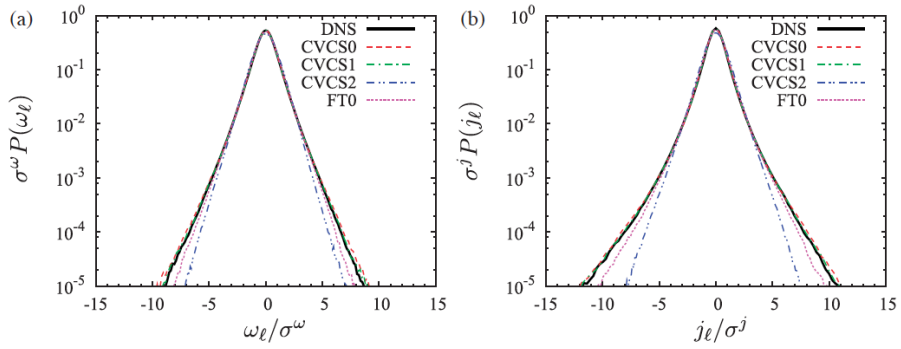 (a)
σ^ω P(ω_ℓ)
10^0
10^-1
10^-2
10^-3
10^-4
10^-5
DNS
CVCS0
CVCS1
CVCS2
FT0
-15 -10 -5 0 5 10 15
ω_ℓ/σ^ω
(b)
σ^j P(j_ℓ)
10^0
10^-1
10^-2
10^-3
10^-4
10^-5
DNS
CVCS0
CVCS1
CVCS2
FT0
-15 -10 -5 0 5 10 15
j_ℓ/σ^j